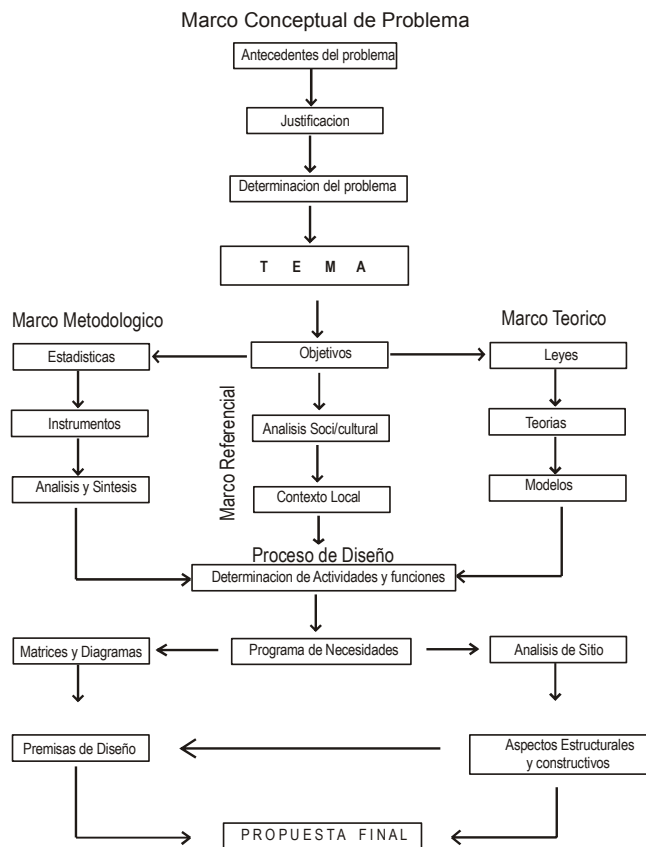 Marco Conceptual de Problema
Antecedentes del problema
Justificacion
Determinacion del problema
T E M A
Marco Metodologico
Marco Teorico
Estadisticas
Objetivos
Leyes
Marco Referencial
Instrumentos
Analisis Soci/cultural
Teorias
Analisis y Sintesis
Contexto Local
Modelos
Proceso de Diseño
Determinacion de Actividades y funciones
Matrices y Diagramas
Programa de Necesidades
Analisis de Sitio
Premisas de Diseño
Aspectos Estructurales
y constructivos
PROPUESTA FINAL